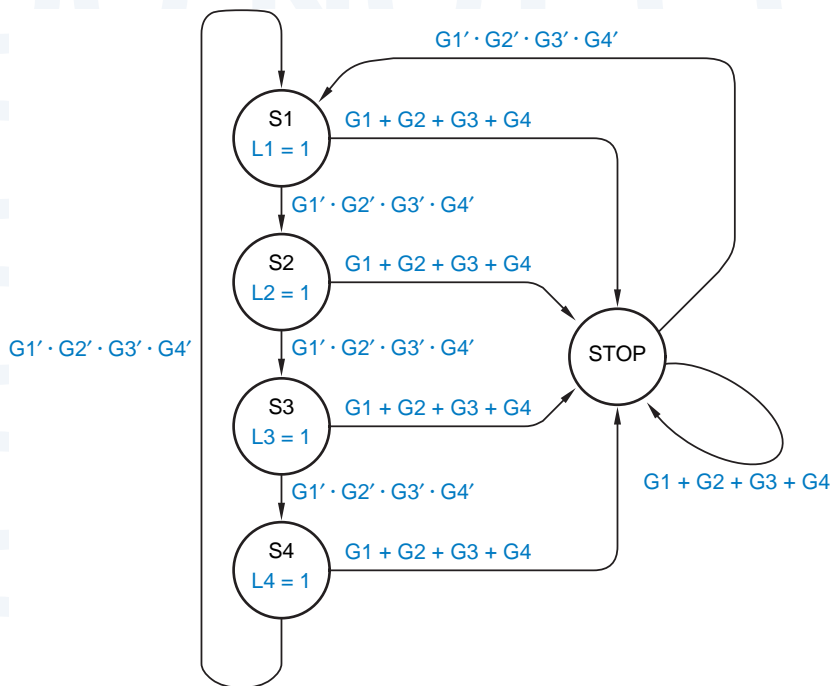 G1′ · G2′ · G3′ · G4′
S1
L1 = 1
G1 + G2 + G3 + G4
G1′ · G2′ · G3′ · G4′
S2
L2 = 1
G1 + G2 + G3 + G4
G1′ · G2′ · G3′ · G4′
G1′ · G2′ · G3′ · G4′
STOP
S3
L3 = 1
G1 + G2 + G3 + G4
G1 + G2 + G3 + G4
G1′ · G2′ · G3′ · G4′
S4
L4 = 1
G1 + G2 + G3 + G4